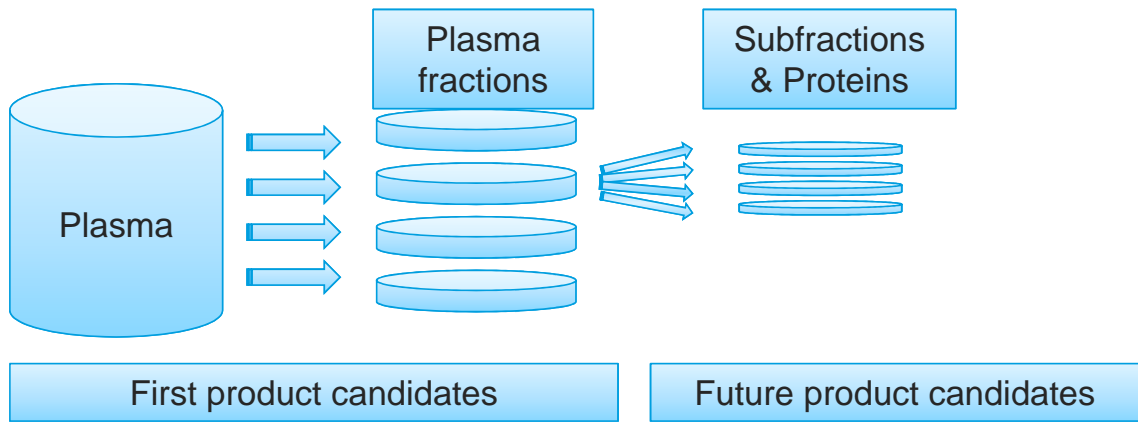 Plasma
fractions
Subfractions
& Proteins
Plasma
First product candidates
Future product candidates